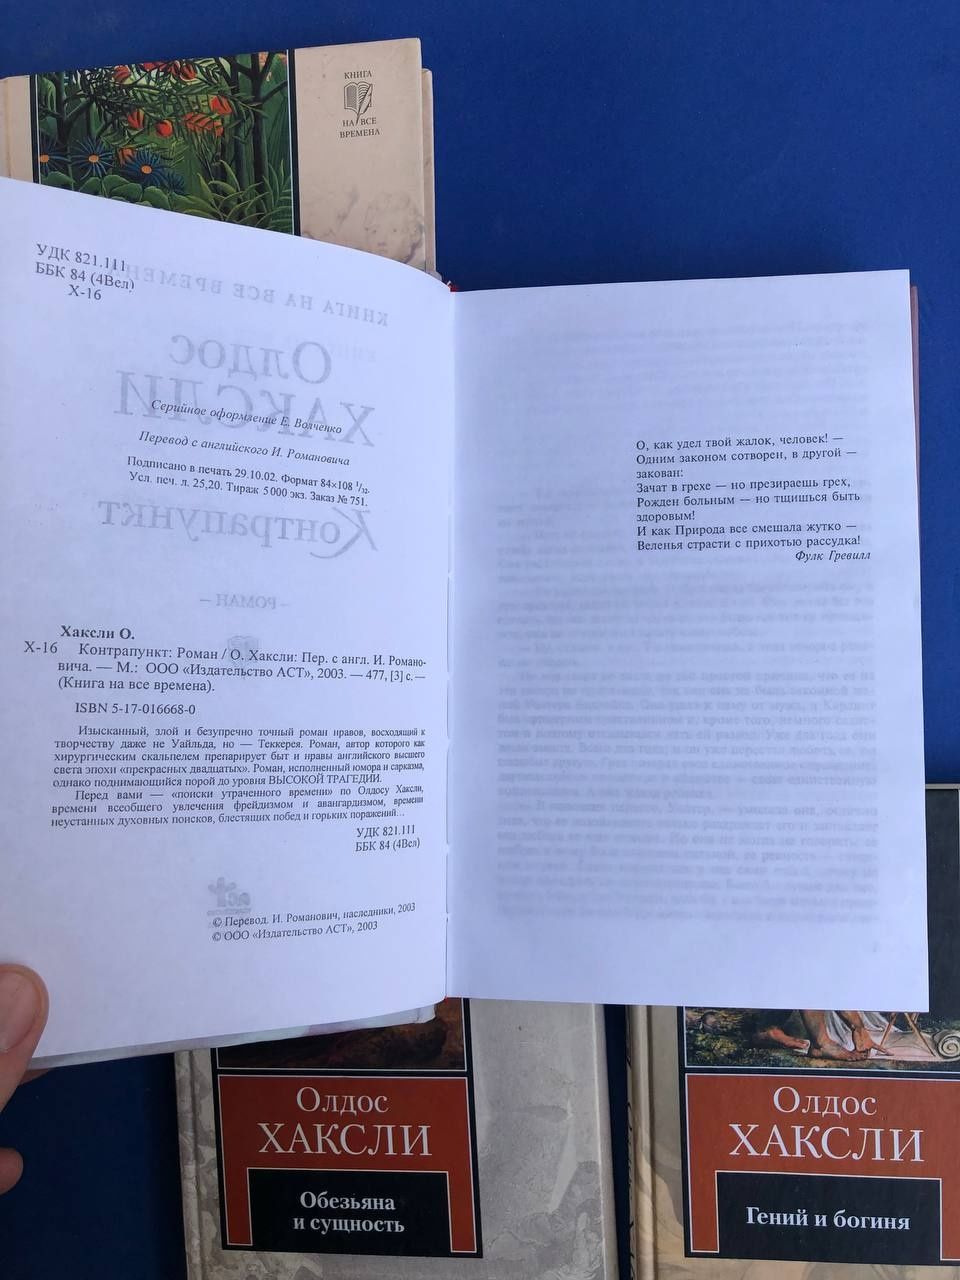 КНИГА
НА ВСЕ
ВРЕМЕНА
УДК 821.111
ББК 84 (4Вел)
Х-16
КНИГА НА ВСЕ ВРЕМЕНА
Олдос
ХАКСЛИ
Серийное оформление Е. Волченко
Перевод с английского И. Романовича
Подписано в печать 29.10.02. Формат 84×108 1/32.
Усл. печ. л. 25,20. Тираж 5 000 экз. Заказ № 751.
Контрапункт
– РОМАН –
Хаксли О.
Х-16 Контрапункт: Роман / О. Хаксли: Пер. с англ. И. Романо-
вича. — М.: ООО «Издательство АСТ», 2003. — 477, [3] с. —
(Книга на все времена).
ISBN 5-17-016668-0
Изысканный, злой и безупречно точный роман нравов, восходящий к
творчеству даже не Уайльда, но — Теккерея. Роман, автор которого как
хирургическим скальпелем препарирует быт и нравы английского высшего
света эпохи «прекрасных двадцатых». Роман, исполненный юмора и сарказма,
однако поднимающийся порой до уровня ВЫСОКОЙ ТРАГЕДИИ.
Перед вами — «поиски утраченного времени» по Олдосу Хаксли,
времени всеобщего увлечения фрейдизмом и авангардизмом, времени
неустанных духовных поисков, блестящих побед и горьких поражений...
УДК 821.111
ББК 84 (4Вел)
© Перевод. И. Романович, наследники, 2003
© ООО «Издательство АСТ», 2003
О, как удел твой жалок, человек! —
Одним законом сотворен, в другой —
закован:
Зачат в грехе — но презираешь грех,
Рожден больным — но тщишься быть
здоровым!
И как Природа все смешала жутко —
Веленья страсти с прихотью рассудка!
Фулк Гревилл
Олдос
ХАКСЛИ
Обезьяна
и сущность
Олдос
ХАКСЛИ
Гений и богиня